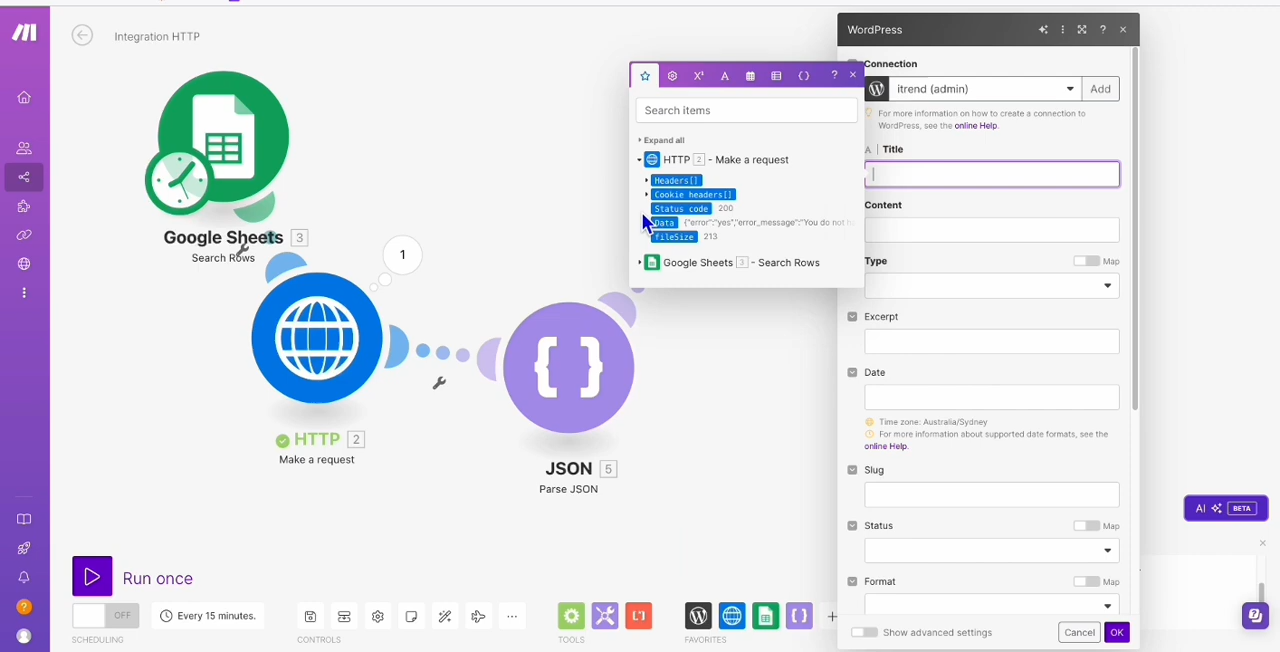 Integration HTTP
Google Sheets 3
Search Rows
1
HTTP 2
Make a request
JSON 5
Parse JSON
Search items
Expand all
HTTP 2 - Make a request
Headers[]
Cookie headers[]
Status code 200
Data {"error":"yes","error_message":"You do not
fileSize 213
Google Sheets 3 - Search Rows
WordPress
Connection
itrend (admin)
Add
For more information on how to create a connection to
WordPress, see the online Help.
A Title
Content
Type
Map
Excerpt
Date
Time zone: Australia/Sydney
For more information about supported date formats, see the
online Help.
Slug
Status
Map
Format
Map
Show advanced settings
Cancel
OK
AI BETA
Run once
OFF
Every 15 minutes.
SCHEDULING
CONTROLS
TOOLS
FAVORITES